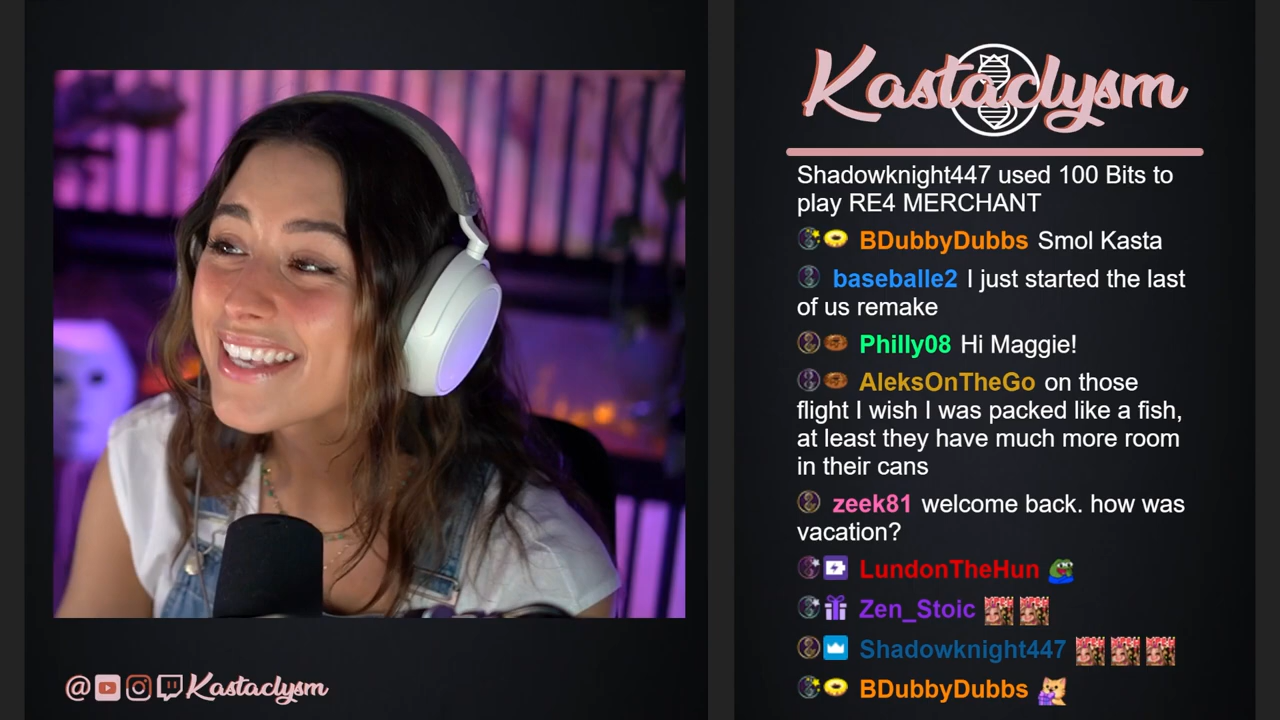 Kastaclysm
Shadowknight447 used 100 Bits to
play RE4 MERCHANT
BDubbyDubbs Smol Kasta
baseballe2 I just started the last
of us remake
Philly08 Hi Maggie!
AleksOnTheGo on those
flight I wish I was packed like a fish,
at least they have much more room
in their cans
zeek81 welcome back. how was
vacation?
LundonTheHun
Zen_Stoic
Shadowknight447
BDubbyDubbs
@ Kastaclysm